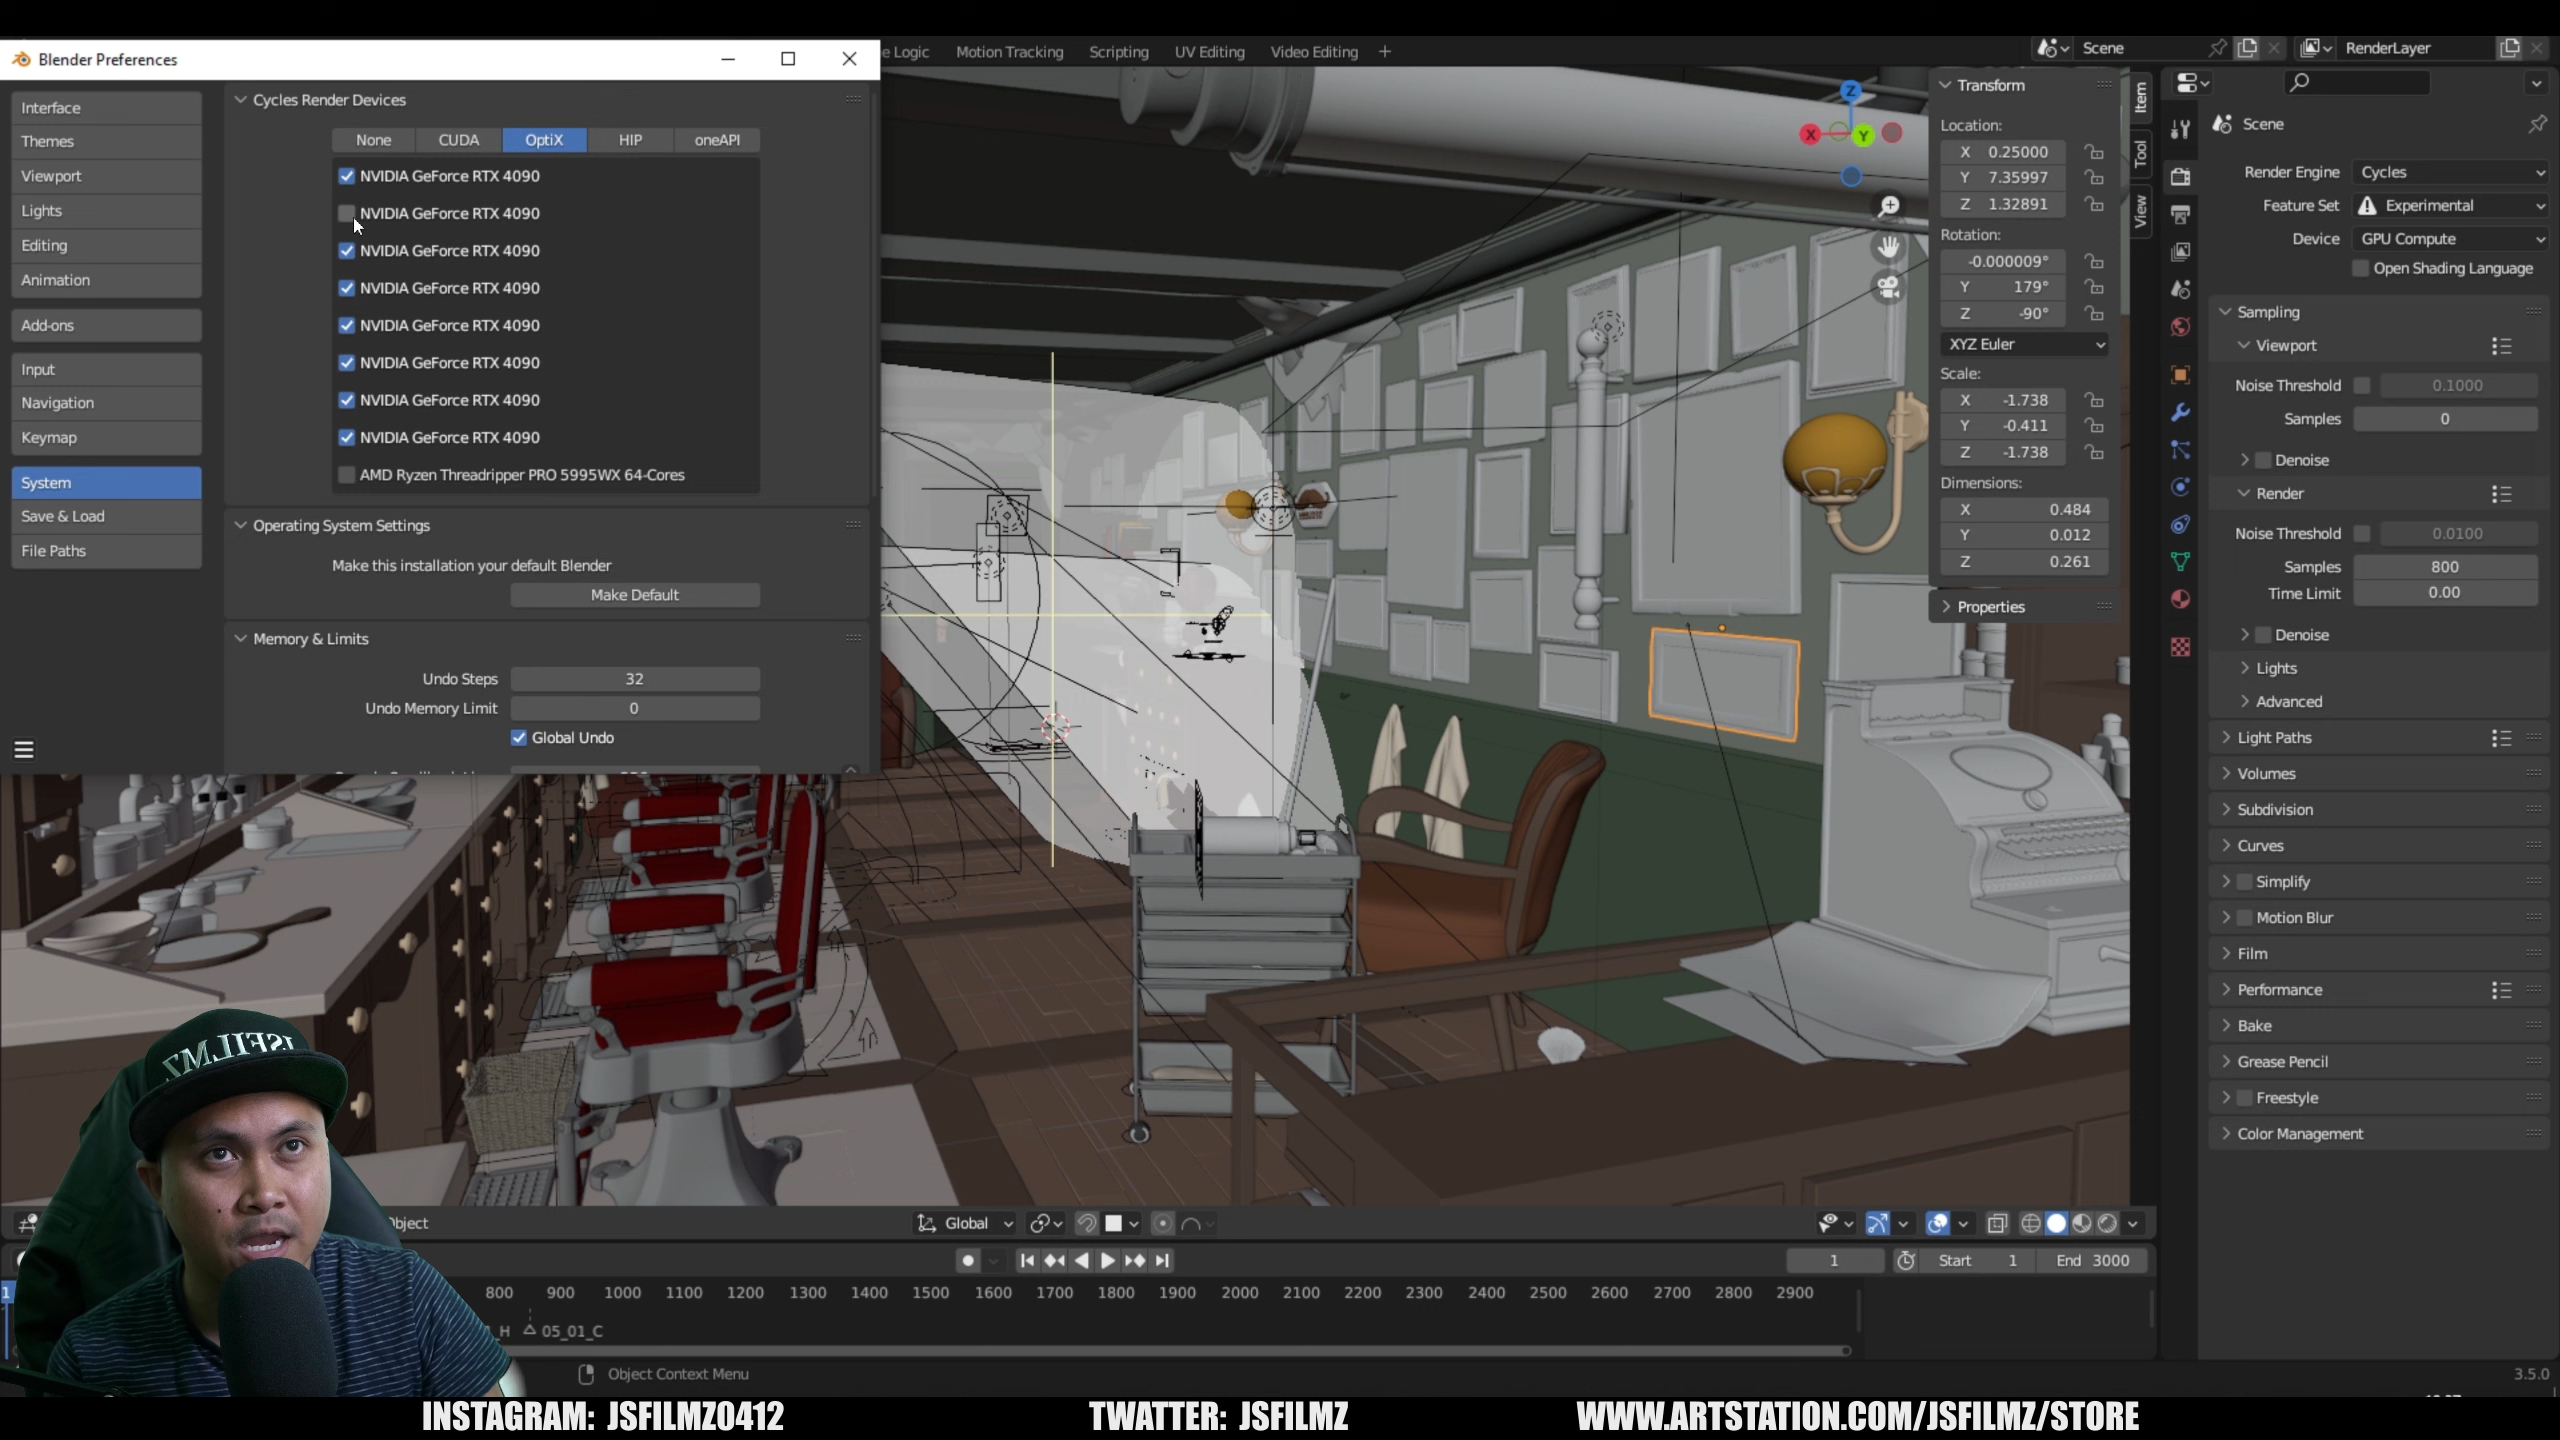 Blender Preferences
e Logic
Motion Tracking
Scripting
UV Editing
Video Editing
+
Scene
RenderLayer
Interface
Themes
Viewport
Lights
Editing
Animation
Add-ons
Input
Navigation
Keymap
System
Save & Load
File Paths
Cycles Render Devices
None
CUDA
OptiX
HIP
oneAPI
NVIDIA GeForce RTX 4090
NVIDIA GeForce RTX 4090
NVIDIA GeForce RTX 4090
NVIDIA GeForce RTX 4090
NVIDIA GeForce RTX 4090
NVIDIA GeForce RTX 4090
NVIDIA GeForce RTX 4090
NVIDIA GeForce RTX 4090
AMD Ryzen Threadripper PRO 5995WX 64-Cores
Operating System Settings
Make this installation your default Blender
Make Default
Memory & Limits
Undo Steps 32
Undo Memory Limit 0
Global Undo
Z
X
Y
Transform
Location:
X 0.25000
Y 7.35997
Z 1.32891
Rotation:
-0.000009°
Y 179°
Z -90°
XYZ Euler
Scale:
X -1.738
Y -0.411
Z -1.738
Dimensions:
X 0.484
Y 0.012
Z 0.261
Properties
Item
Tool
View
Scene
Render Engine Cycles
Feature Set Experimental
Device GPU Compute
Open Shading Language
Sampling
Viewport
Noise Threshold 0.1000
Samples 0
Denoise
Render
Noise Threshold 0.0100
Samples 800
Time Limit 0.00
Denoise
Lights
Advanced
Light Paths
Volumes
Subdivision
Curves
Simplify
Motion Blur
Film
Performance
Bake
Grease Pencil
Freestyle
Color Management
JSFILMZ
bject
Global
1
Start 1
End 3000
1
800 900 1000 1100 1200 1300 1400 1500 1600 1700 1800 1900 2000 2100 2200 2300 2400 2500 2600 2700 2800 2900
_H
05_01_C
Object Context Menu
3.5.0
INSTAGRAM: JSFILMZ0412
TWATTER: JSFILMZ
WWW.ARTSTATION.COM/JSFILMZ/STORE